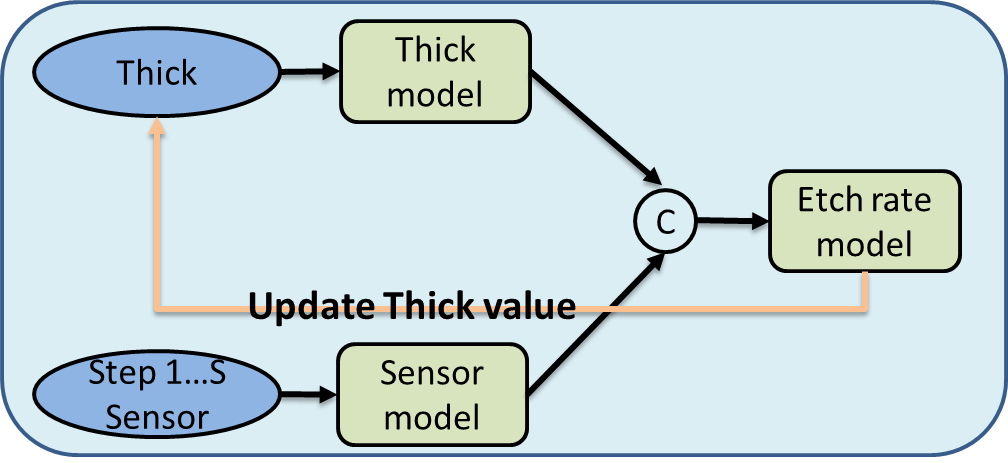 Thick
Thick
model
C
Etch rate
model
Update Thick value
Step 1...S
Sensor
Sensor
model